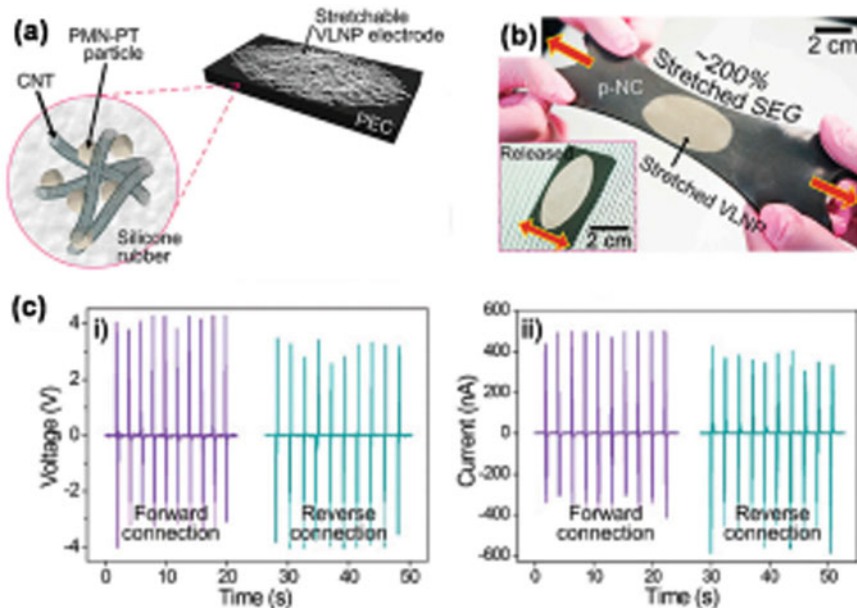 (a)
PMN-PT
particle
CNT
Stretchable
VLNP electrode
PEC
Silicone
rubber
(b)
2 cm
p-NC
~200%
Stretched SEG
Stretched VLNP
Released
2 cm
(c)
i)
Voltage (V)
4
2
0
-2
-4
Forward
connection
Reverse
connection
0
10
20
30
40
50
Time (s)
ii)
Current (nA)
600
400
200
0
-200
-400
-600
Forward
connection
Reverse
connection
0
10
20
30
40
50
Time (s)